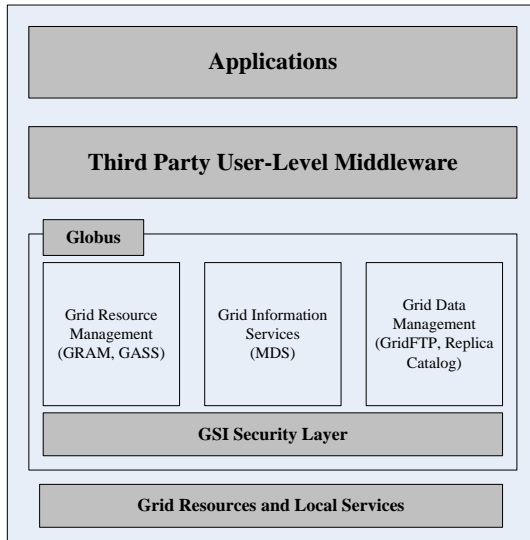 Applications
Third Party User-Level Middleware
Globus
Grid Resource
Management
(GRAM, GASS)
Grid Information
Services
(MDS)
Grid Data
Management
(GridFTP, Replica
Catalog)
GSI Security Layer
Grid Resources and Local Services